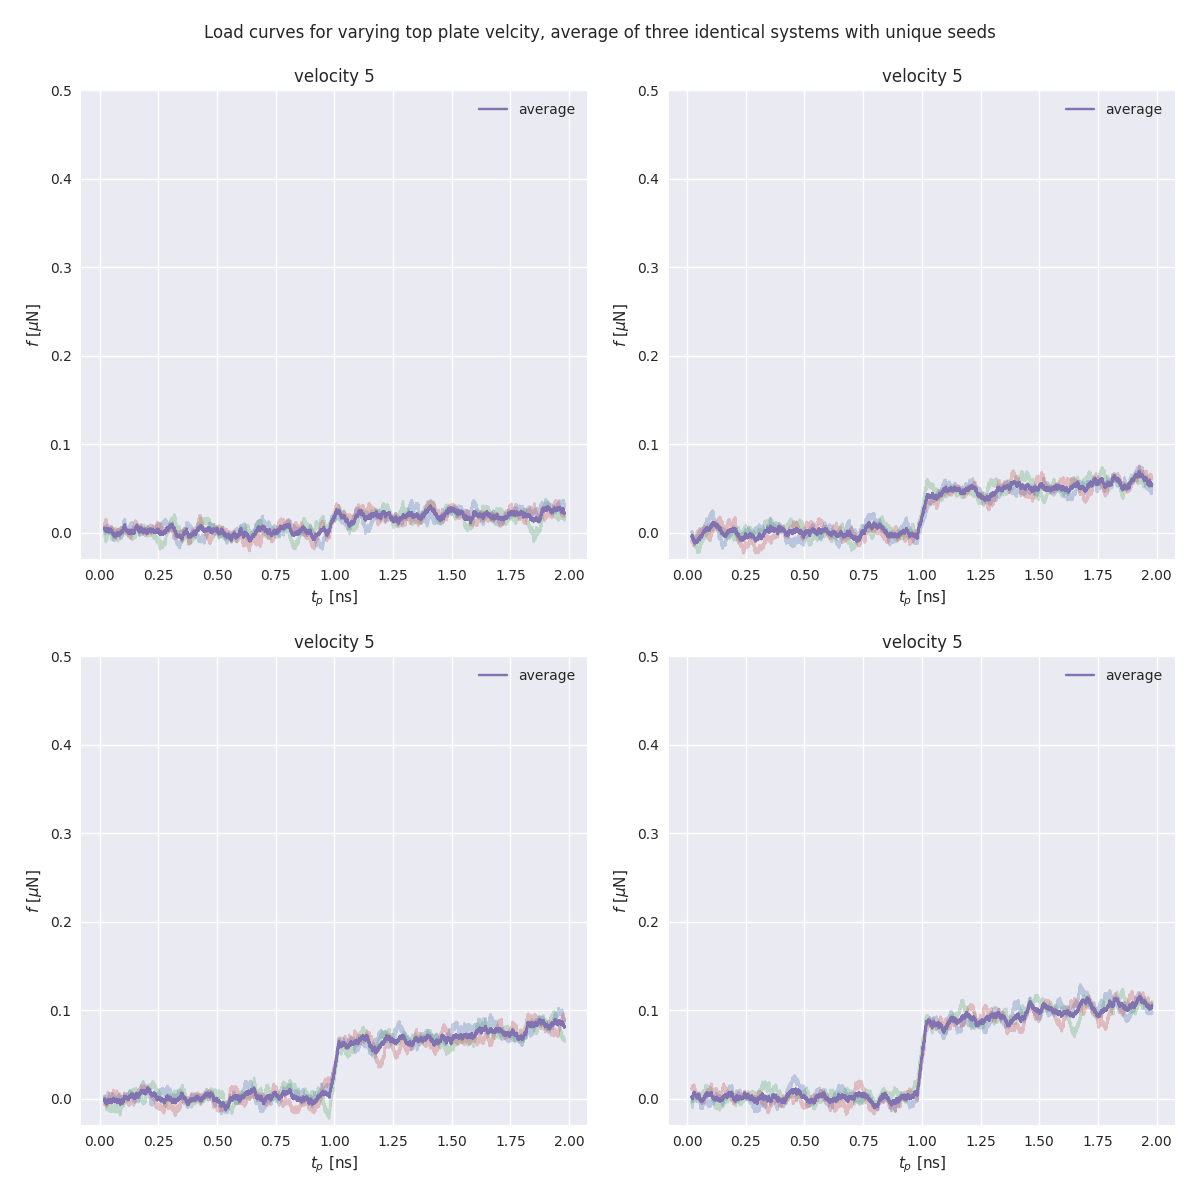 Load curves for varying top plate velcity, average of three identical systems with unique seeds
velocity 5
average
0.5
0.4
0.3
0.2
0.1
0.0
f [μN]
0.00 0.25 0.50 0.75 1.00 1.25 1.50 1.75 2.00
t_p [ns]
velocity 5
average
0.5
0.4
0.3
0.2
0.1
0.0
f [μN]
0.00 0.25 0.50 0.75 1.00 1.25 1.50 1.75 2.00
t_p [ns]
velocity 5
average
0.5
0.4
0.3
0.2
0.1
0.0
f [μN]
0.00 0.25 0.50 0.75 1.00 1.25 1.50 1.75 2.00
t_p [ns]
velocity 5
average
0.5
0.4
0.3
0.2
0.1
0.0
f [μN]
0.00 0.25 0.50 0.75 1.00 1.25 1.50 1.75 2.00
t_p [ns]